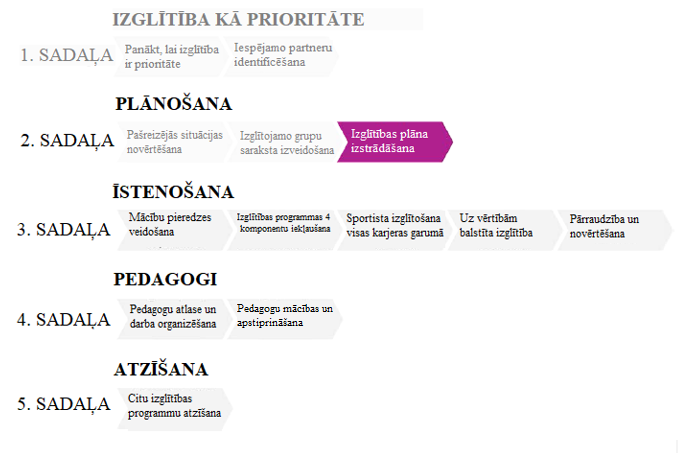 IZGLĪTĪBA KĀ PRIORITĀTE
1. SADAĻA
Panākt, lai izglītība
ir prioritāte
Iespējamo partneru
identificēšana
PLĀNOŠANA
2. SADAĻA
Pašreizējās situācijas
novērtēšana
Izglītojamo grupu
saraksta izveidošana
Izglītības plāna
izstrādāšana
ĪSTENOŠANA
3. SADAĻA
Mācību pieredzes
veidošana
Izglītības programmas 4
komponentu iekļaušana
Sportista izglītošana
visas karjeras garumā
Uz vērtībām
balstīta izglītība
Pārraudzība un
novērtēšana
PEDAGOGI
4. SADAĻA
Pedagogu atlase un
darba organizēšana
Pedagogu mācības un
apstiprināšana
ATZĪŠANA
5. SADAĻA
Citu izglītības
programmu atzīšana